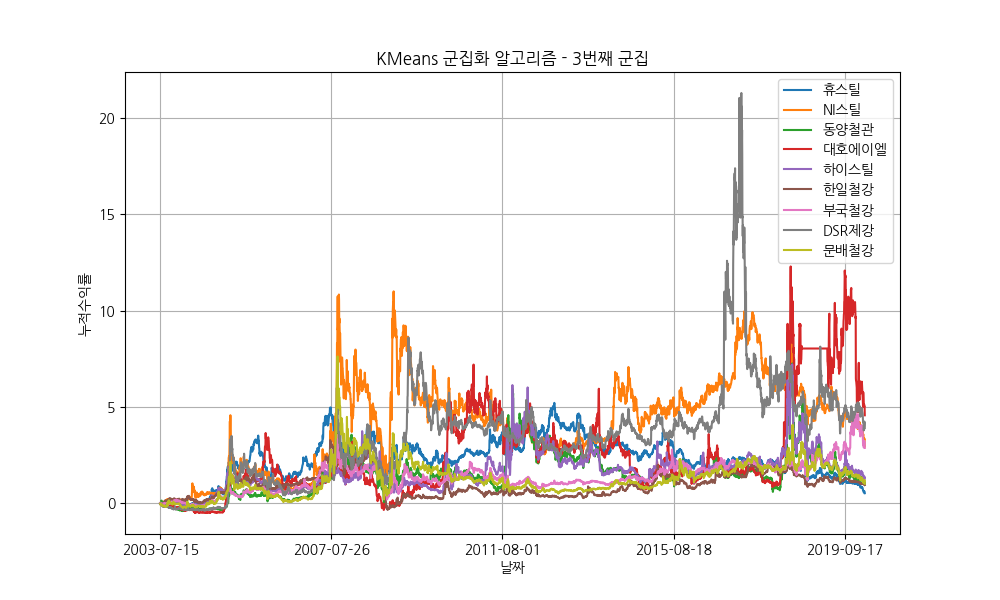 KMeans 군집화 알고리즘 - 3번째 군집
누적수익률
20
15
10
5
0
휴스틸
NI스틸
동양철관
대호에이엘
하이스틸
한일철강
부국철강
DSR제강
문배철강
2003-07-15
2007-07-26
2011-08-01
2015-08-18
2019-09-17
날짜